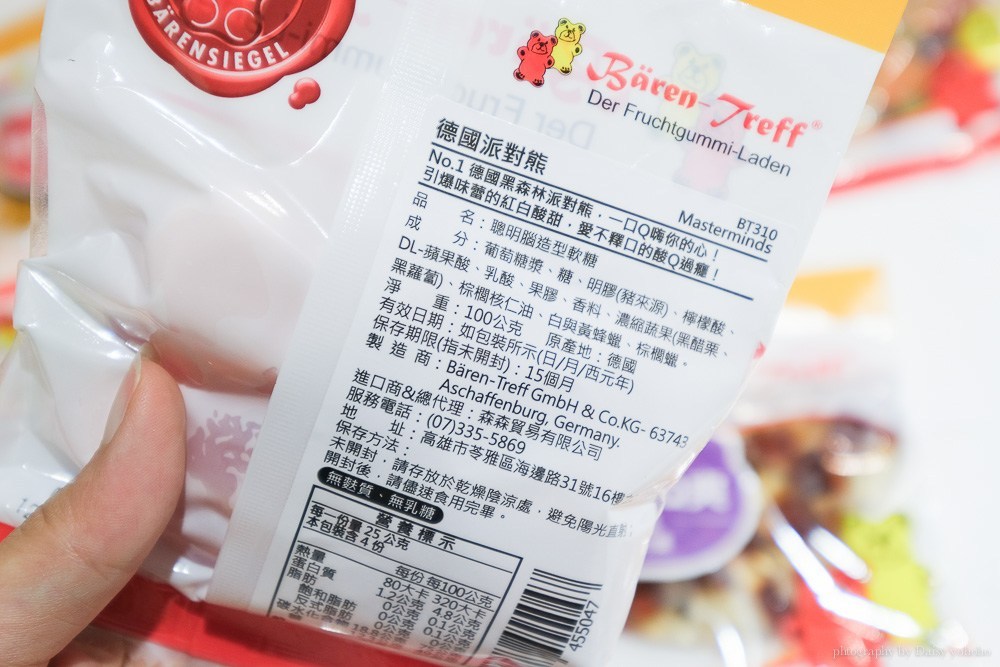 BÄRENSIEGEL
Bären-Treff®
Der Fruchtgummi-Laden
德國派對熊
BT310
Masterminds
No.1 德國黑森林派對熊，一口Q嗨你的心！
引爆味蕾的紅白酸甜，愛不釋口的酸Q過癮！
品　　名：聰明腦造型軟糖
成　　分：葡萄糖漿、糖、明膠(豬來源)、檸檬酸、
DL-蘋果酸、乳酸、果膠、香料、濃縮蔬果(黑醋栗、
黑蘿蔔)、棕櫚核仁油、白與黃蜂蠟、棕櫚蠟。
淨　　重：100公克　原產地：德國
有效日期：如包裝所示(日/月/西元年)
保存期限(指未開封)：15個月
製 造 商：Bären-Treff GmbH & Co.KG- 63743
Aschaffenburg, Germany.
進口商&總代理：森森貿易有限公司
服務電話：(07)335-5869
地　　址：高雄市苓雅區海邊路31號16樓
保存方法：
未開封，請存放於乾燥陰涼處，避免陽光直
開封後，請儘速食用完畢。
無麩質、無乳糖
營養標示
每一份量 25 公克
本包裝含 4 份
每份 每100公克
熱量 80大卡 320大卡
蛋白質 1.2公克 4.8公克
脂肪 0公克 0.1公克
飽和脂肪 0公克 0.1公克
反式脂肪 0公克
碳水化
455047